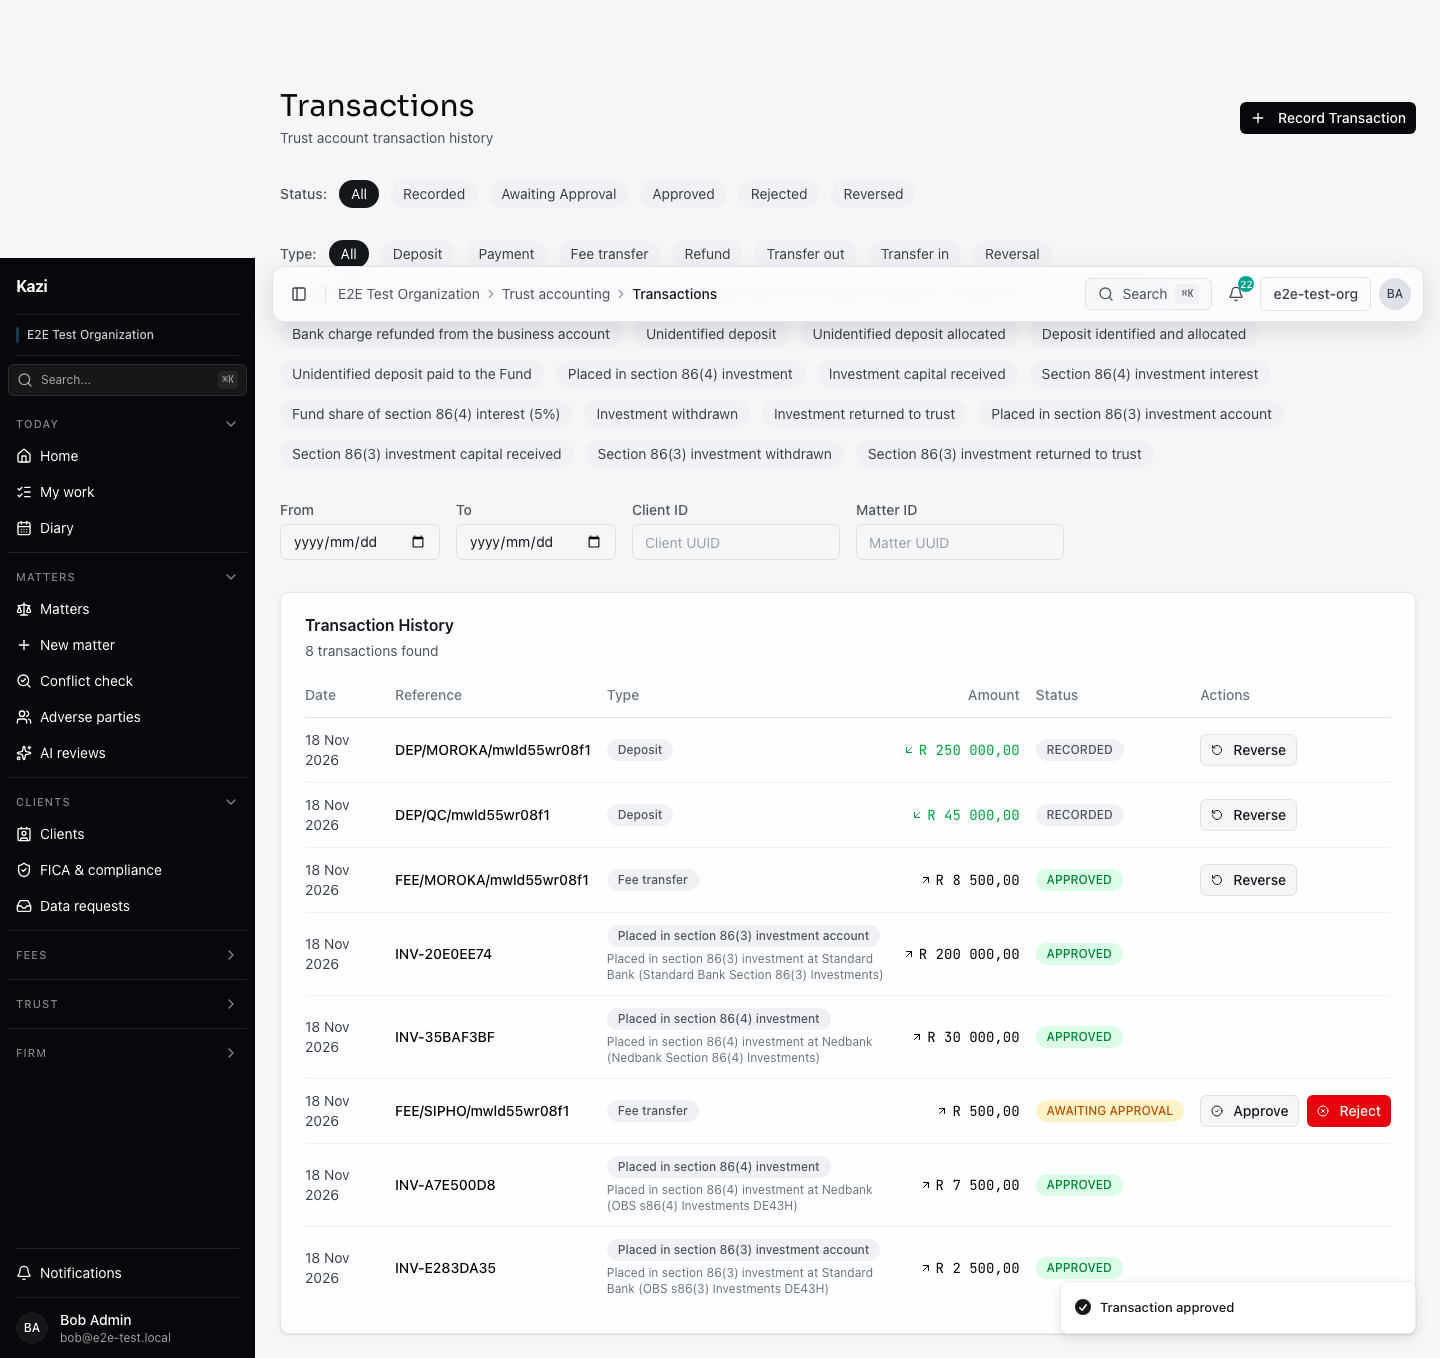 Transactions
Trust account transaction history
Record Transaction
Status: All Recorded Awaiting Approval Approved Rejected Reversed
Type: All Deposit Payment Fee transfer Refund Transfer out Transfer in Reversal
Kazi
E2E Test Organization
Search... ⌘K
TODAY
Home
My work
Diary
MATTERS
Matters
New matter
Conflict check
Adverse parties
AI reviews
CLIENTS
Clients
FICA & compliance
Data requests
FEES
TRUST
FIRM
Notifications
BA
Bob Admin
bob@e2e-test.local
E2E Test Organization > Trust accounting > Transactions
Search ⌘K
22
e2e-test-org
BA
Bank charge refunded from the business account Unidentified deposit Unidentified deposit allocated Deposit identified and allocated
Unidentified deposit paid to the Fund Placed in section 86(4) investment Investment capital received Section 86(4) investment interest
Fund share of section 86(4) interest (5%) Investment withdrawn Investment returned to trust Placed in section 86(3) investment account
Section 86(3) investment capital received Section 86(3) investment withdrawn Section 86(3) investment returned to trust
From To Client ID Matter ID
yyyy/mm/dd yyyy/mm/dd Client UUID Matter UUID
Transaction History
8 transactions found
Date Reference Type Amount Status Actions
18 Nov 2026 DEP/MOROKA/mwld55wr08f1 Deposit R 250 000,00 RECORDED Reverse
18 Nov 2026 DEP/QC/mwld55wr08f1 Deposit R 45 000,00 RECORDED Reverse
18 Nov 2026 FEE/MOROKA/mwld55wr08f1 Fee transfer R 8 500,00 APPROVED Reverse
18 Nov 2026 INV-20E0EE74 Placed in section 86(3) investment account R 200 000,00 APPROVED
Placed in section 86(3) investment at Standard
Bank (Standard Bank Section 86(3) Investments)
18 Nov 2026 INV-35BAF3BF Placed in section 86(4) investment R 30 000,00 APPROVED
Placed in section 86(4) investment at Nedbank
(Nedbank Section 86(4) Investments)
18 Nov 2026 FEE/SIPHO/mwld55wr08f1 Fee transfer R 500,00 AWAITING APPROVAL Approve Reject
18 Nov 2026 INV-A7E500D8 Placed in section 86(4) investment R 7 500,00 APPROVED
Placed in section 86(4) investment at Nedbank
(OBS s86(4) Investments DE43H)
18 Nov 2026 INV-E283DA35 Placed in section 86(3) investment account R 2 500,00 APPROVED
Placed in section 86(3) investment at Standard
Bank (OBS s86(3) Investments DE43H)
Transaction approved